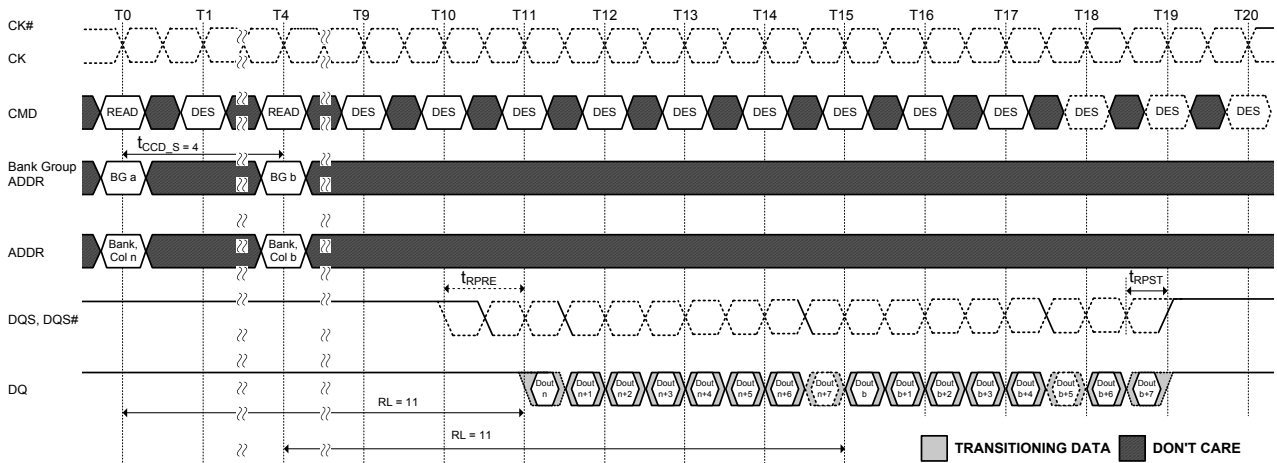 T0 T1 T4 T9 T10 T11 T12 T13 T14 T15 T16 T17 T18 T19 T20
CK#
CK
CMD READ DES READ DES DES DES DES DES DES DES DES DES DES DES DES
tCCD_S = 4
Bank Group
ADDR
BG a BG b
ADDR
Bank,
Col n
Bank,
Col b
tRPRE tRPST
DQS, DQS#
DQ
Dout
n
Dout
n+1
Dout
n+2
Dout
n+3
Dout
n+4
Dout
n+5
Dout
n+6
Dout
n+7
Dout
b
Dout
b+1
Dout
b+2
Dout
b+3
Dout
b+4
Dout
b+5
Dout
b+6
Dout
b+7
RL = 11
RL = 11
TRANSITIONING DATA DON'T CARE